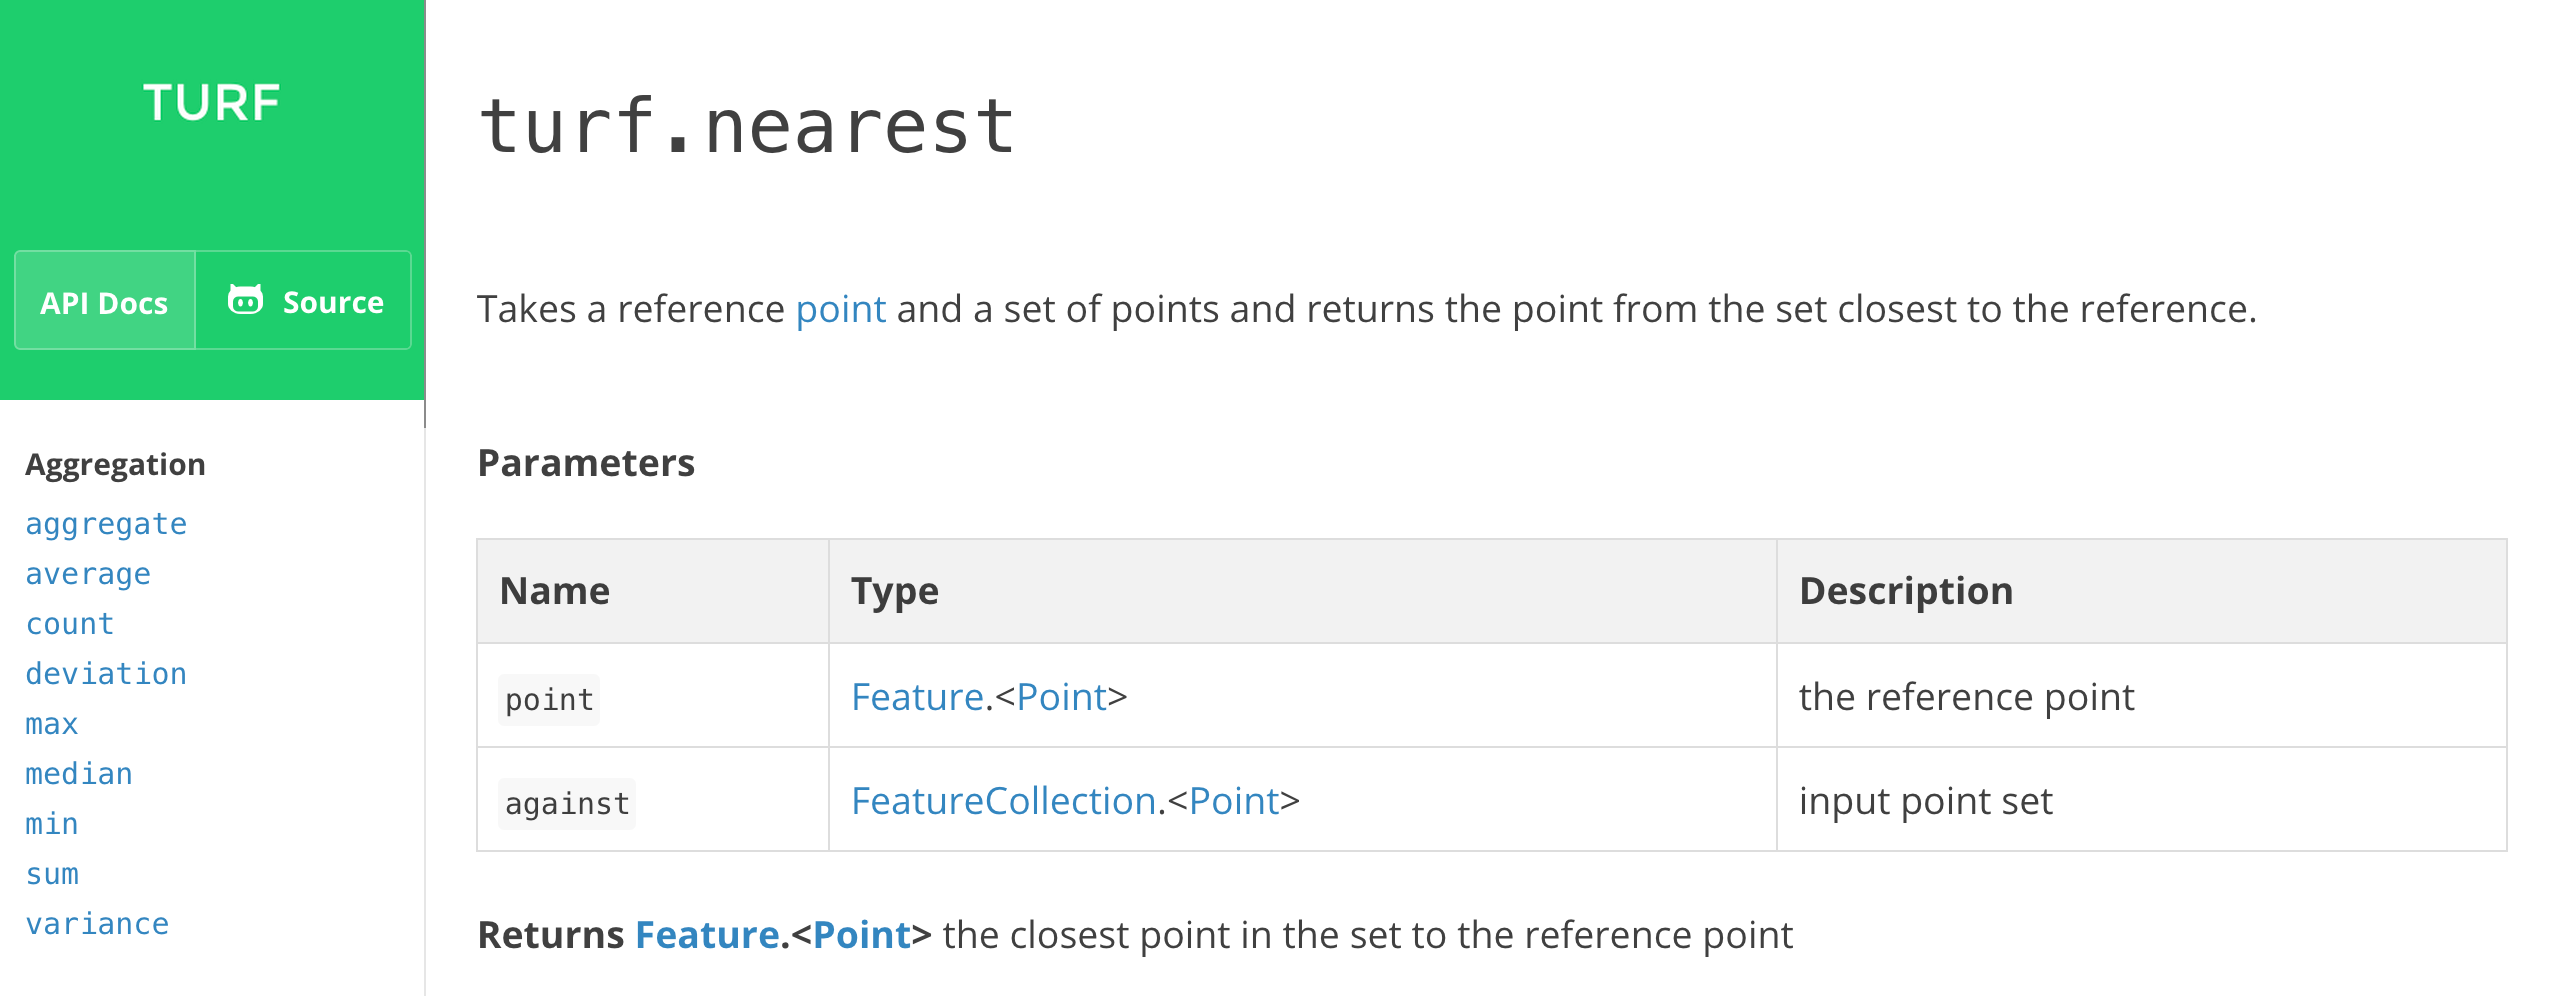 TURF
API Docs
Source
Aggregation
aggregate
average
count
deviation
max
median
min
sum
variance
turf.nearest
Takes a reference point and a set of points and returns the point from the set closest to the reference.
Parameters
Name Type Description
point Feature.<Point> the reference point
against FeatureCollection.<Point> input point set
Returns Feature.<Point> the closest point in the set to the reference point